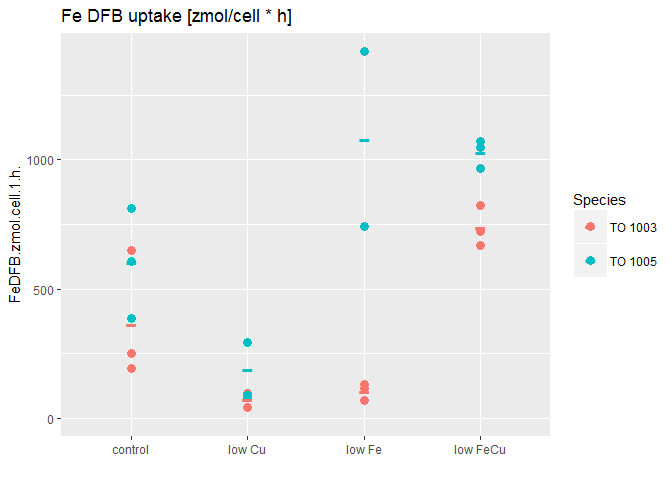 Fe DFB uptake [zmol/cell * h]
FeDFB.zmol.cell.1.h.
1000
500
0
control
low Cu
low Fe
low FeCu
Species
TO 1003
TO 1005